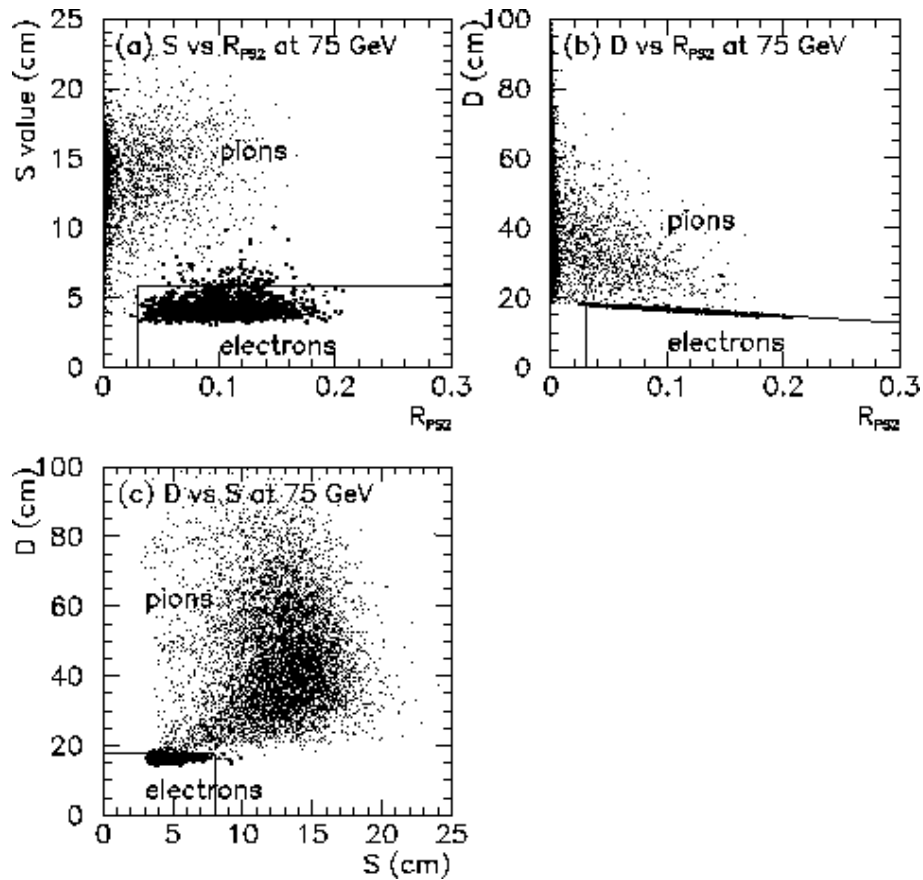 (a) S vs R_PS2 at 75 GeV
S value (cm)
25
20
15
10
5
0
pions
electrons
0 0.1 0.2 0.3
R_PS2
(b) D vs R_PS2 at 75 GeV
D (cm)
100
80
60
40
20
0
pions
electrons
0 0.1 0.2 0.3
R_PS2
(c) D vs S at 75 GeV
D (cm)
100
80
60
40
20
0
pions
electrons
0 5 10 15 20 25
S (cm)